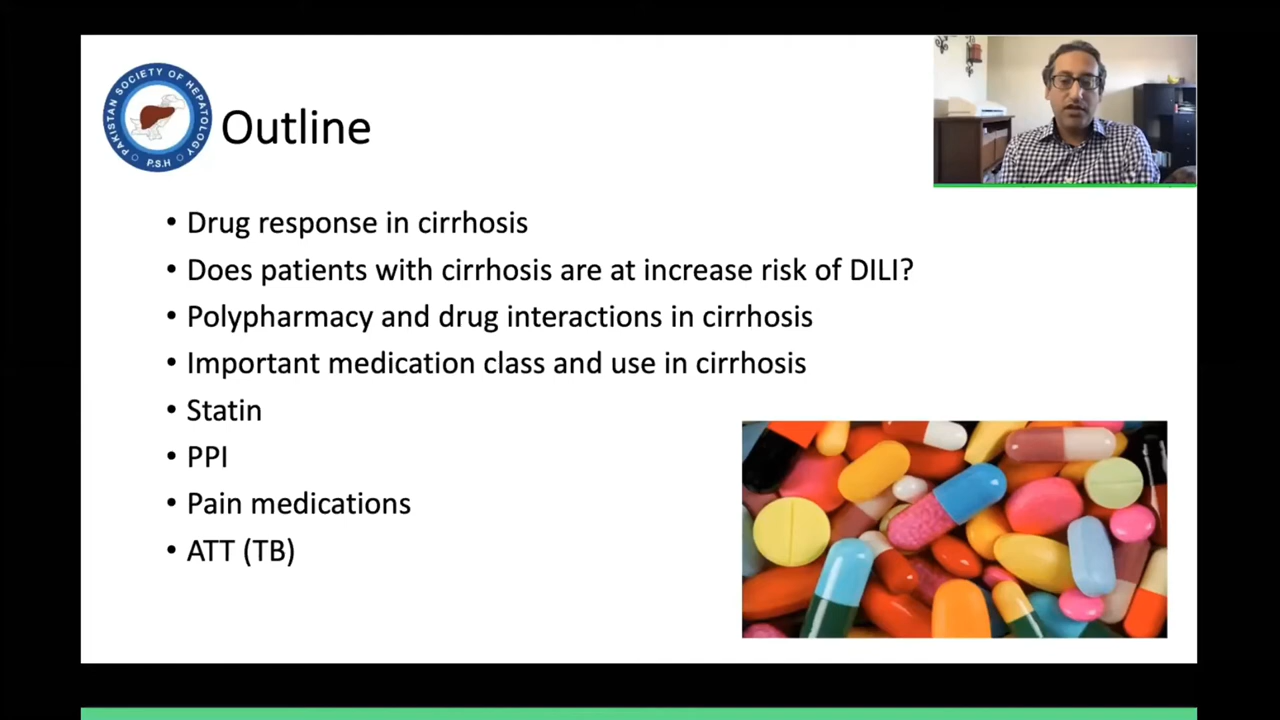 PAKISTAN SOCIETY OF HEPATOLOGY
P.S.H
Outline
• Drug response in cirrhosis
• Does patients with cirrhosis are at increase risk of DILI?
• Polypharmacy and drug interactions in cirrhosis
• Important medication class and use in cirrhosis
• Statin
• PPI
• Pain medications
• ATT (TB)